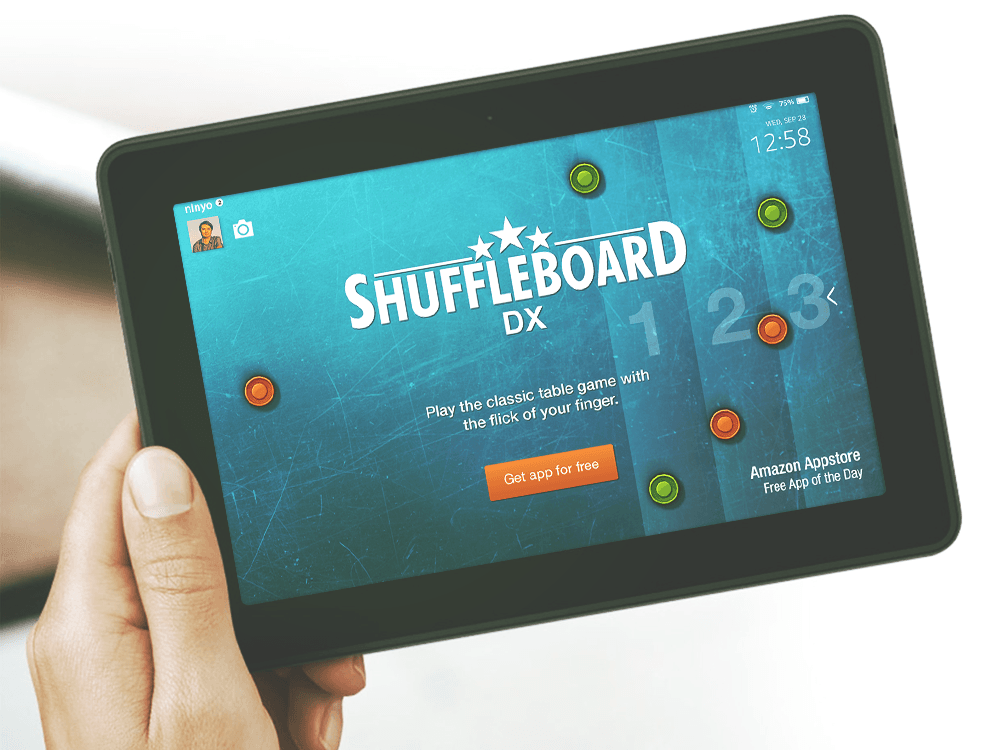 75%
WED, SEP 28
12:58
ninyo 2
SHUFFLEBOARD
DX
1 2 3
Play the classic table game with
the flick of your finger.
Get app for free
Amazon Appstore
Free App of the Day